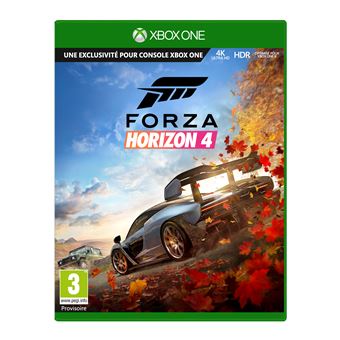 XBOX ONE
UNE EXCLUSIVITÉ POUR CONSOLE XBOX ONE
4K
ULTRA HD
HDR
FORZA
HORIZON 4
3
www.pegi.info
Provisoire